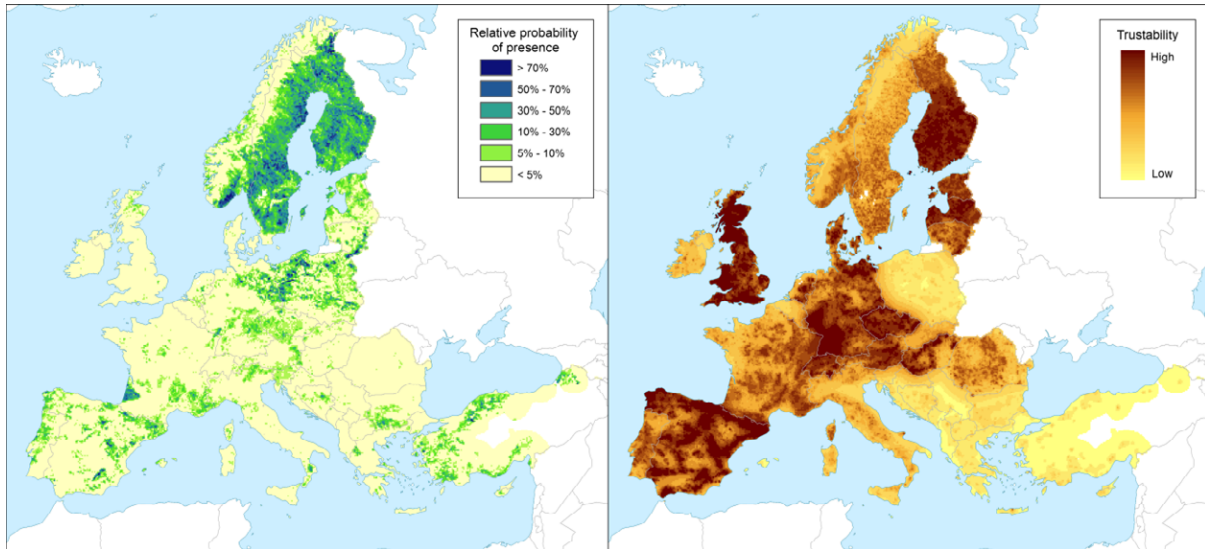 Relative probability
of presence
> 70%
50% - 70%
30% - 50%
10% - 30%
5% - 10%
< 5%
Trustability
High
Low